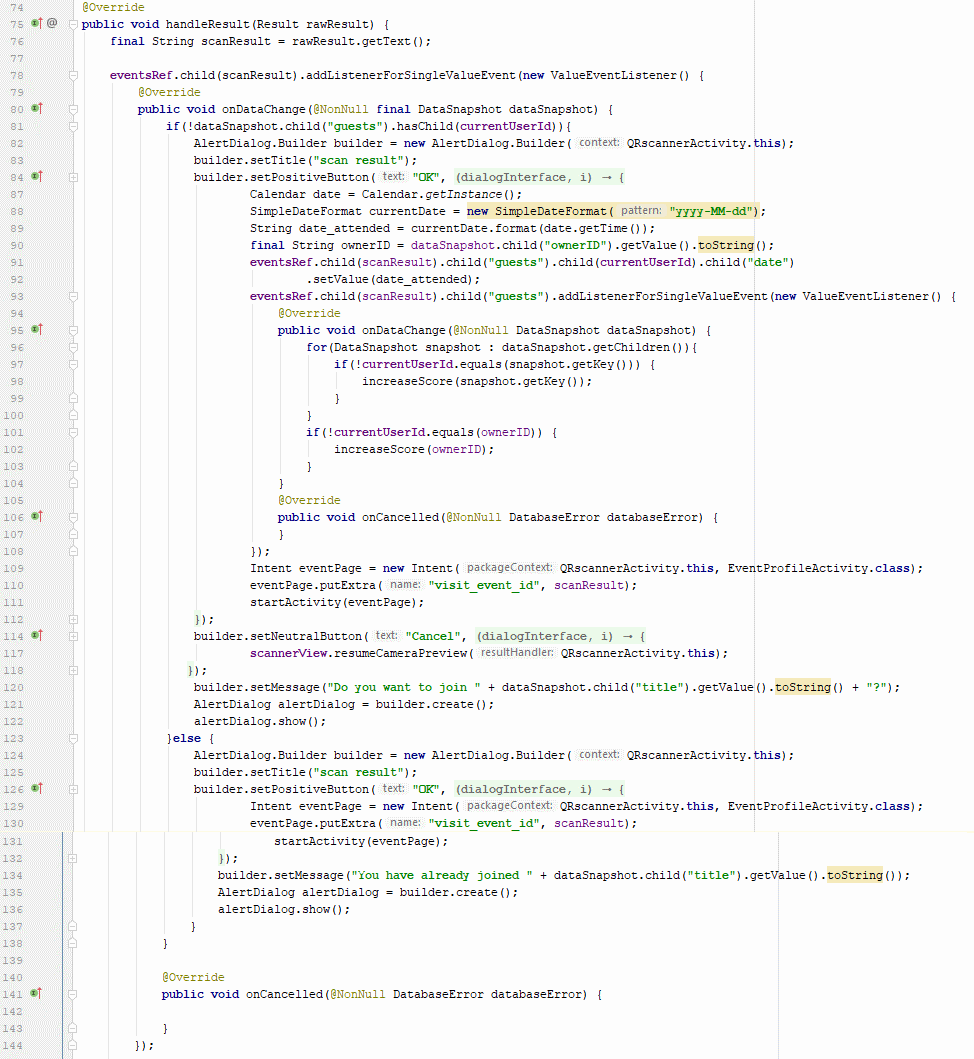 74 @Override
75 @ public void handleResult(Result rawResult) {
76 final String scanResult = rawResult.getText();
77
78 eventsRef.child(scanResult).addListenerForSingleValueEvent(new ValueEventListener() {
79 @Override
80 public void onDataChange(@NonNull final DataSnapshot dataSnapshot) {
81 if(!dataSnapshot.child("guests").hasChild(currentUserId)){
82 AlertDialog.Builder builder = new AlertDialog.Builder( context: QRscannerActivity.this);
83 builder.setTitle("scan result");
84 builder.setPositiveButton( text: "OK", (dialogInterface, i) → {
87 Calendar date = Calendar.getInstance();
88 SimpleDateFormat currentDate = new SimpleDateFormat( pattern: "yyyy-MM-dd");
89 String date_attended = currentDate.format(date.getTime());
90 final String ownerID = dataSnapshot.child("ownerID").getValue().toString();
91 eventsRef.child(scanResult).child("guests").child(currentUserId).child("date")
92 .setValue(date_attended);
93 eventsRef.child(scanResult).child("guests").addListenerForSingleValueEvent(new ValueEventListener() {
94 @Override
95 public void onDataChange(@NonNull DataSnapshot dataSnapshot) {
96 for(DataSnapshot snapshot : dataSnapshot.getChildren()){
97 if(!currentUserId.equals(snapshot.getKey())) {
98 increaseScore(snapshot.getKey());
99 }
100 }
101 if(!currentUserId.equals(ownerID)) {
102 increaseScore(ownerID);
103 }
104 }
105 @Override
106 public void onCancelled(@NonNull DatabaseError databaseError) {
107 }
108 });
109 Intent eventPage = new Intent( packageContext: QRscannerActivity.this, EventProfileActivity.class);
110 eventPage.putExtra( name: "visit_event_id", scanResult);
111 startActivity(eventPage);
112 });
114 builder.setNeutralButton( text: "Cancel", (dialogInterface, i) → {
117 scannerView.resumeCameraPreview( resultHandler: QRscannerActivity.this);
118 });
120 builder.setMessage("Do you want to join " + dataSnapshot.child("title").getValue().toString() + "?");
121 AlertDialog alertDialog = builder.create();
122 alertDialog.show();
123 }else {
124 AlertDialog.Builder builder = new AlertDialog.Builder( context: QRscannerActivity.this);
125 builder.setTitle("scan result");
126 builder.setPositiveButton( text: "OK", (dialogInterface, i) → {
129 Intent eventPage = new Intent( packageContext: QRscannerActivity.this, EventProfileActivity.class);
130 eventPage.putExtra( name: "visit_event_id", scanResult);
131 startActivity(eventPage);
132 });
134 builder.setMessage("You have already joined " + dataSnapshot.child("title").getValue().toString());
135 AlertDialog alertDialog = builder.create();
136 alertDialog.show();
137 }
138 }
139
140 @Override
141 public void onCancelled(@NonNull DatabaseError databaseError) {
142
143 }
144 });